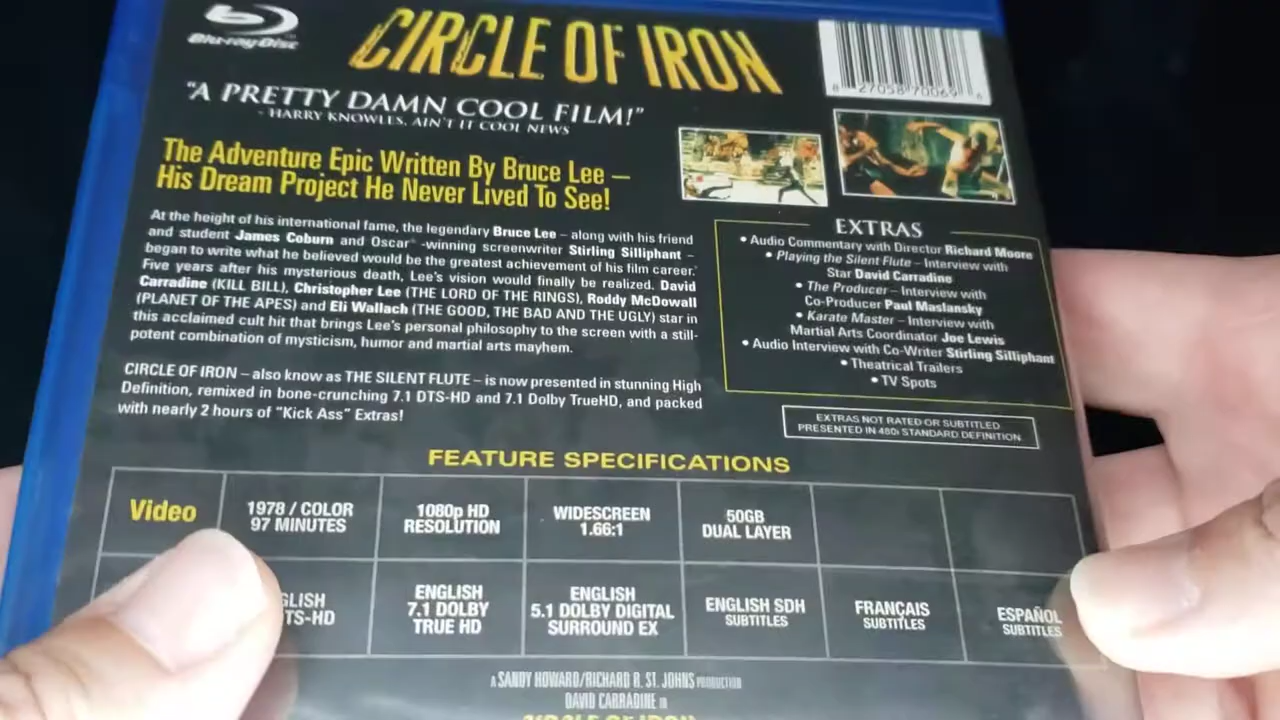 Blu-ray Disc
CIRCLE OF IRON
8 27058 70069 6
"A PRETTY DAMN COOL FILM!"
- HARRY KNOWLES, AIN'T IT COOL NEWS
The Adventure Epic Written By Bruce Lee –
His Dream Project He Never Lived To See!
At the height of his international fame, the legendary Bruce Lee – along with his friend
and student James Coburn and Oscar® -winning screenwriter Stirling Silliphant –
began to write what he believed would be the greatest achievement of his film career.
Five years after his mysterious death, Lee's vision would finally be realized. David
Carradine (KILL BILL), Christopher Lee (THE LORD OF THE RINGS), Roddy McDowall
(PLANET OF THE APES) and Eli Wallach (THE GOOD, THE BAD AND THE UGLY) star in
this acclaimed cult hit that brings Lee's personal philosophy to the screen with a still-
potent combination of mysticism, humor and martial arts mayhem.
CIRCLE OF IRON – also know as THE SILENT FLUTE – is now presented in stunning High
Definition, remixed in bone-crunching 7.1 DTS-HD and 7.1 Dolby TrueHD, and packed
with nearly 2 hours of "Kick Ass" Extras!
EXTRAS
• Audio Commentary with Director Richard Moore
• Playing the Silent Flute – Interview with
Star David Carradine
• The Producer – Interview with
Co-Producer Paul Maslansky
• Karate Master – Interview with
Martial Arts Coordinator Joe Lewis
• Audio Interview with Co-Writer Stirling Silliphant
• Theatrical Trailers
• TV Spots
EXTRAS NOT RATED OR SUBTITLED
PRESENTED IN 480i STANDARD DEFINITION
FEATURE SPECIFICATIONS
Video
1978 / COLOR
97 MINUTES
1080p HD
RESOLUTION
WIDESCREEN
1.66:1
50GB
DUAL LAYER
GLISH
TS-HD
ENGLISH
7.1 DOLBY
TRUE HD
ENGLISH
5.1 DOLBY DIGITAL
SURROUND EX
ENGLISH SDH
SUBTITLES
FRANÇAIS
SUBTITLES
ESPAÑOL
SUBTITLES
A SANDY HOWARD/RICHARD R. ST. JOHNS PRODUCTION
DAVID CARRADINE IN
CIRCLE OF IRON